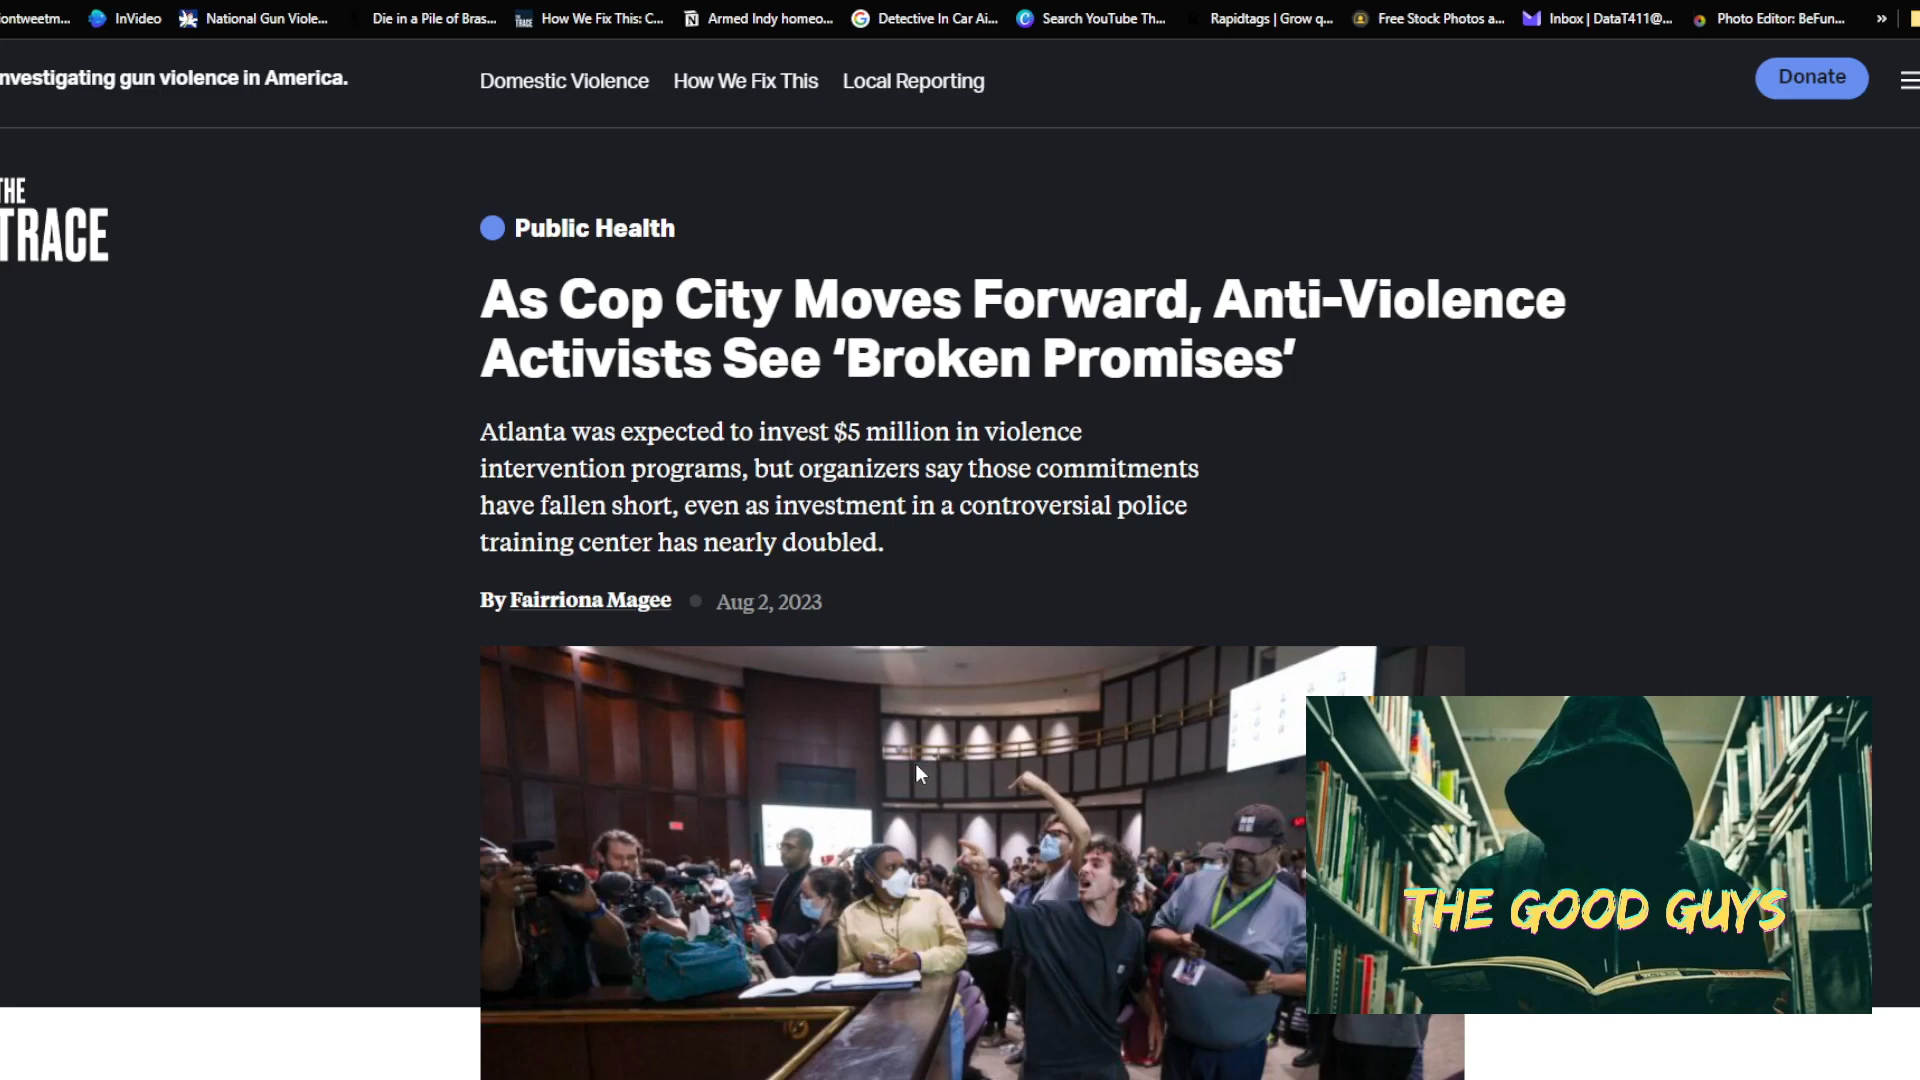 iontweetm...
InVideo
National Gun Viole...
Die in a Pile of Bras...
How We Fix This: C...
Armed Indy homeo...
Detective In Car Ai...
Search YouTube Th...
Rapidtags | Grow q...
Free Stock Photos a...
Inbox | DataT411@...
Photo Editor: BeFun...
»
nvestigating gun violence in America.
Domestic Violence
How We Fix This
Local Reporting
Donate
THE
TRACE
Public Health
As Cop City Moves Forward, Anti-Violence
Activists See ‘Broken Promises’
Atlanta was expected to invest $5 million in violence
intervention programs, but organizers say those commitments
have fallen short, even as investment in a controversial police
training center has nearly doubled.
By Fairriona Magee
Aug 2, 2023
THE GOOD GUYS